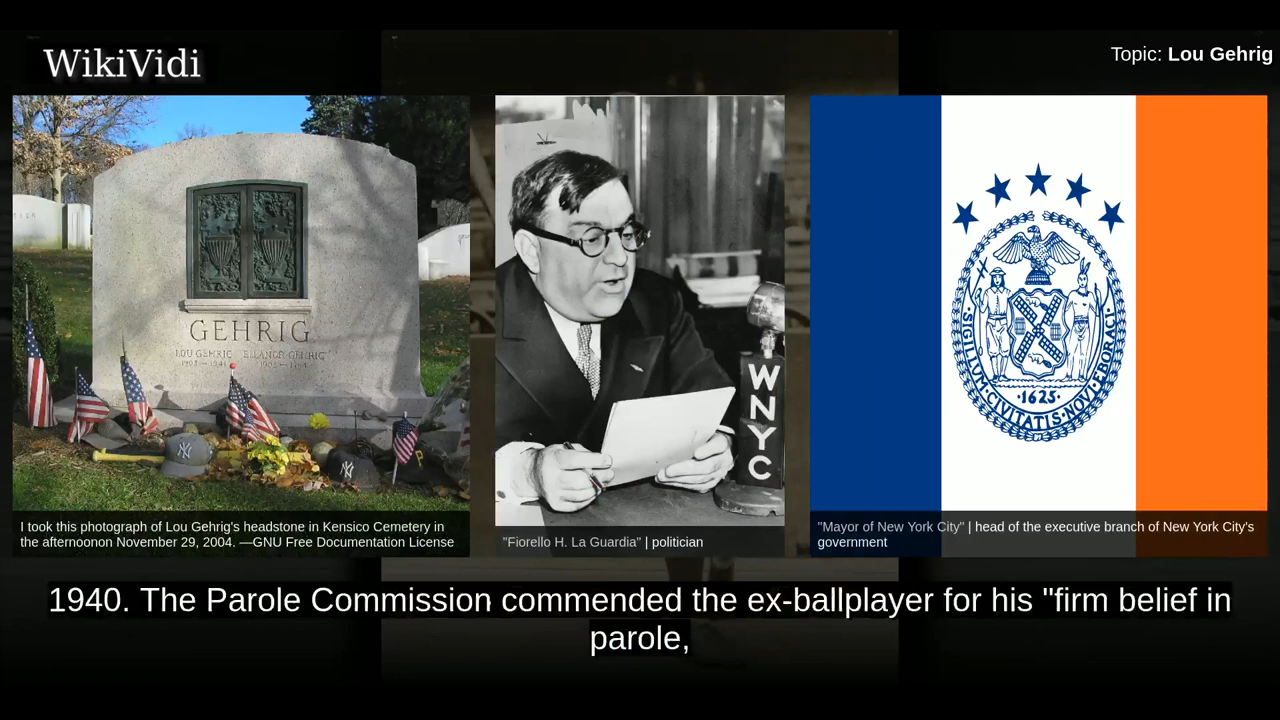 WikiVidi
Topic: Lou Gehrig
GEHRIG
LOU GEHRIG ELEANOR GEHRIG
WNYC
SIGILLUM·CIVITATIS·NOVI·EBORACI
·1625·
I took this photograph of Lou Gehrig's headstone in Kensico Cemetery in
the afternoonon November 29, 2004. —GNU Free Documentation License
"Fiorello H. La Guardia" | politician
"Mayor of New York City" | head of the executive branch of New York City's
government
1940. The Parole Commission commended the ex-ballplayer for his "firm belief in
parole,